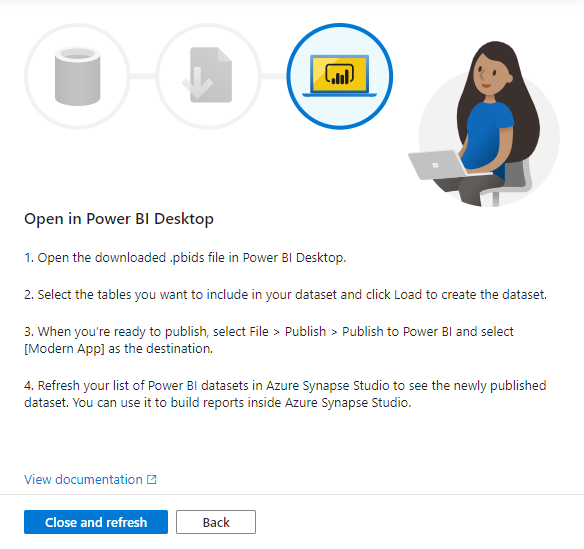 Open in Power BI Desktop
1. Open the downloaded .pbids file in Power BI Desktop.
2. Select the tables you want to include in your dataset and click Load to create the dataset.
3. When you're ready to publish, select File > Publish > Publish to Power BI and select
[Modern App] as the destination.
4. Refresh your list of Power BI datasets in Azure Synapse Studio to see the newly published
dataset. You can use it to build reports inside Azure Synapse Studio.
View documentation
Close and refresh
Back